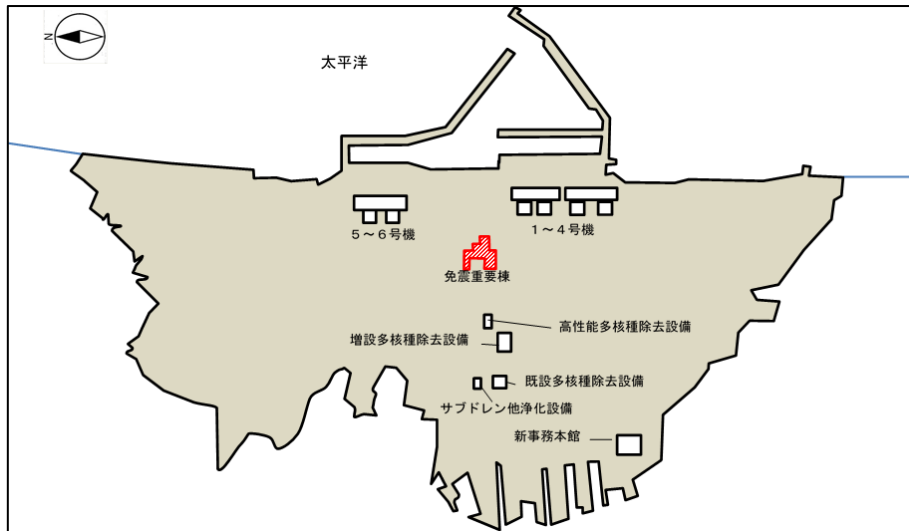 N
太平洋
5～6号機
1～4号機
免震重要棟
高性能多核種除去設備
増設多核種除去設備
既設多核種除去設備
サブドレン他浄化設備
新事務本館